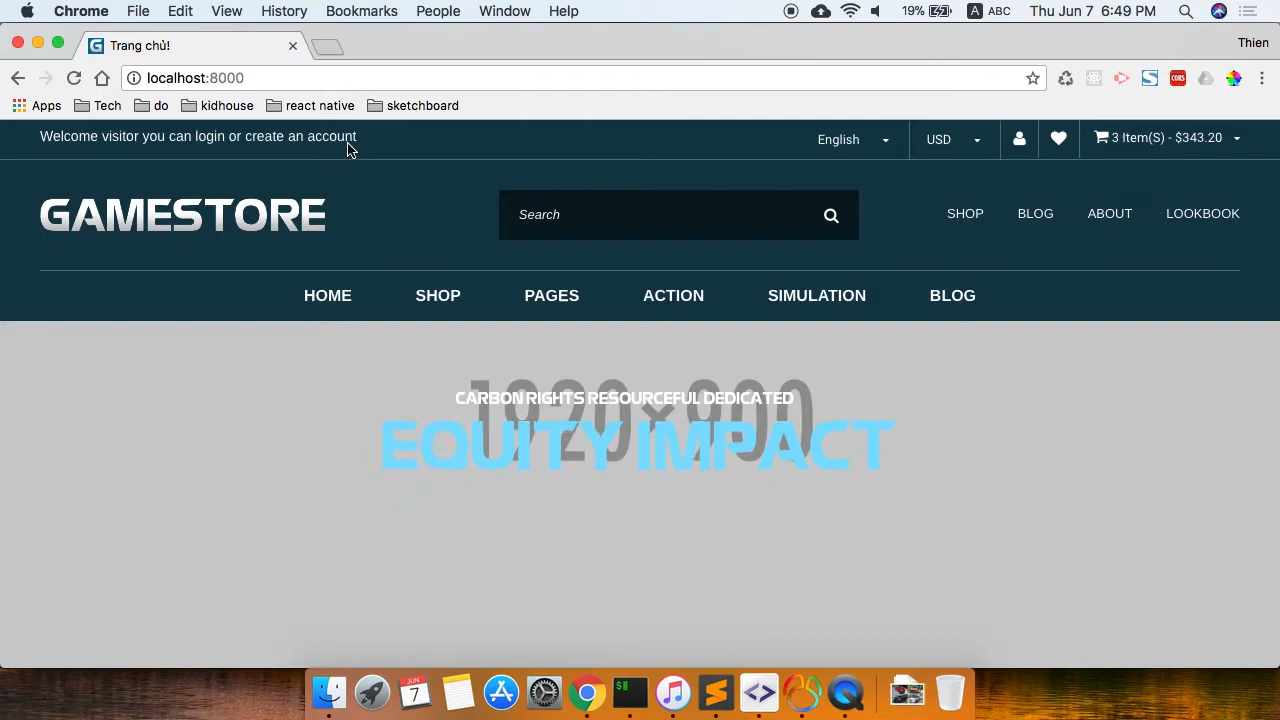 Chrome File Edit View History Bookmarks People Window Help 19% A ABC Thu Jun 7 6:49 PM
Trang chủ! Thien
localhost:8000
Apps Tech do kidhouse react native sketchboard
Welcome visitor you can login or create an account English USD 3 Item(S) - $343.20
GAMESTORE Search SHOP BLOG ABOUT LOOKBOOK
HOME SHOP PAGES ACTION SIMULATION BLOG
1920×900
CARBON RIGHTS RESOURCEFUL DEDICATED
EQUITY IMPACT